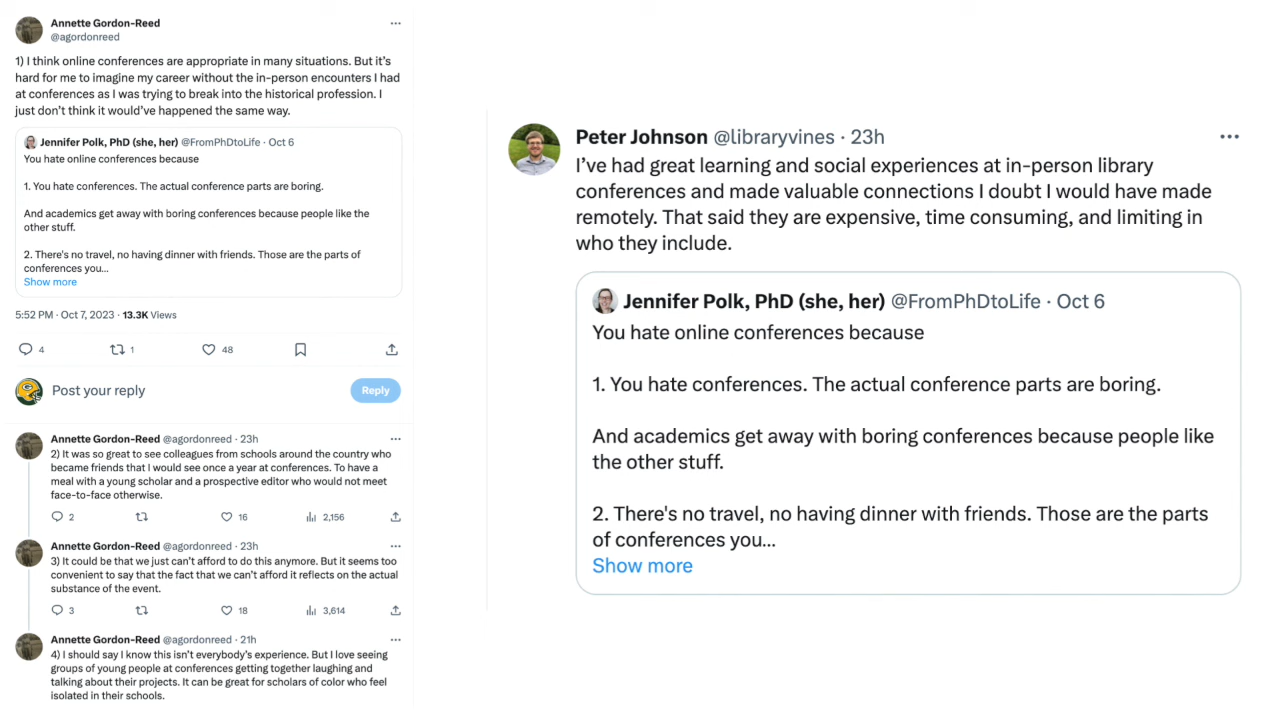 Annette Gordon-Reed
@agordonreed
1) I think online conferences are appropriate in many situations. But it's
hard for me to imagine my career without the in-person encounters I had
at conferences as I was trying to break into the historical profession. I
just don't think it would've happened the same way.
Jennifer Polk, PhD (she, her) @FromPhDtoLife · Oct 6
You hate online conferences because
1. You hate conferences. The actual conference parts are boring.
And academics get away with boring conferences because people like the
other stuff.
2. There's no travel, no having dinner with friends. Those are the parts of
conferences you...
Show more
5:52 PM · Oct 7, 2023 · 13.3K Views
4 1 48
Post your reply Reply
Annette Gordon-Reed @agordonreed · 23h
2) It was so great to see colleagues from schools around the country who
became friends that I would see once a year at conferences. To have a
meal with a young scholar and a prospective editor who would not meet
face-to-face otherwise.
2 16 2,156
Annette Gordon-Reed @agordonreed · 23h
3) It could be that we just can't afford to do this anymore. But it seems too
convenient to say that the fact that we can't afford it reflects on the actual
substance of the event.
3 18 3,614
Annette Gordon-Reed @agordonreed · 21h
4) I should say I know this isn't everybody's experience. But I love seeing
groups of young people at conferences getting together laughing and
talking about their projects. It can be great for scholars of color who feel
isolated in their schools.
Peter Johnson @libraryvines · 23h
I've had great learning and social experiences at in-person library
conferences and made valuable connections I doubt I would have made
remotely. That said they are expensive, time consuming, and limiting in
who they include.
Jennifer Polk, PhD (she, her) @FromPhDtoLife · Oct 6
You hate online conferences because
1. You hate conferences. The actual conference parts are boring.
And academics get away with boring conferences because people like
the other stuff.
2. There's no travel, no having dinner with friends. Those are the parts
of conferences you...
Show more